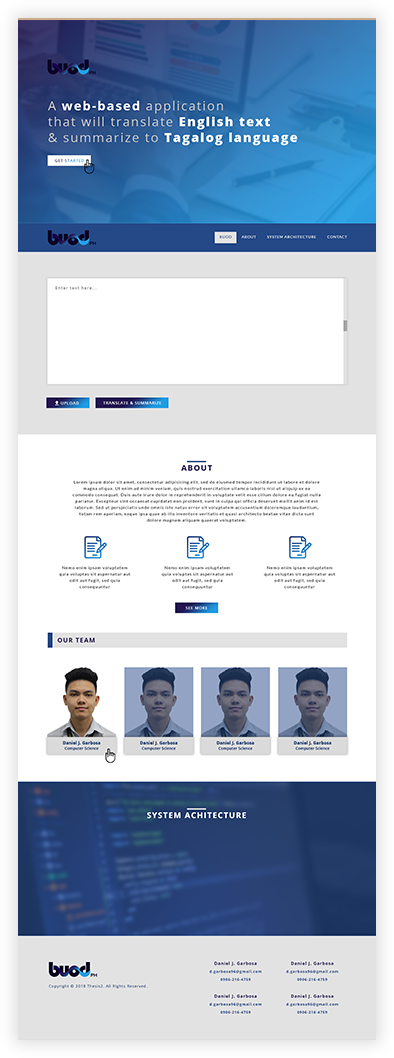 buod PH
A web-based application
that will translate English text
& summarize to Tagalog language
GET STARTED
buod PH
BUOD ABOUT SYSTEM ARCHITECTURE CONTACT
Enter text here...
UPLOAD TRANSLATE & SUMMARIZE
ABOUT
Lorem ipsum dolor sit amet, consectetur adipisicing elit, sed do eiusmod tempor incididunt ut labore et dolore
magna aliqua. Ut enim ad minim veniam, quis nostrud exercitation ullamco laboris nisi ut aliquip ex ea
commodo consequat. Duis aute irure dolor in reprehenderit in voluptate velit esse cillum dolore eu fugiat nulla
pariatur. Excepteur sint occaecat cupidatat non proident, sunt in culpa qui officia deserunt mollit anim id est
laborum. Sed ut perspiciatis unde omnis iste natus error sit voluptatem accusantium doloremque laudantium,
totam rem aperiam, eaque ipsa quae ab illo inventore veritatis et quasi architecto beatae vitae dicta sunt
dolore magnam aliquam quaerat voluptatem.
Nemo enim ipsam voluptatem
quia voluptas sit aspernatur aut
odit aut fugit, sed quia
consequuntur
Nemo enim ipsam voluptatem
quia voluptas sit aspernatur aut
odit aut fugit, sed quia
consequuntur
Nemo enim ipsam voluptatem
quia voluptas sit aspernatur aut
odit aut fugit, sed quia
consequuntur
SEE MORE
OUR TEAM
Daniel J. Garbosa
Computer Science
Daniel J. Garbosa
Computer Science
Daniel J. Garbosa
Computer Science
Daniel J. Garbosa
Computer Science
SYSTEM ACHITECTURE
buod PH
Copyright © 2018 Thesis2. All Rights Reserved.
Daniel J. Garbosa
d.garbosa96@gmail.com
0906-216-4759
Daniel J. Garbosa
d.garbosa96@gmail.com
0906-216-4759
Daniel J. Garbosa
d.garbosa96@gmail.com
0906-216-4759
Daniel J. Garbosa
d.garbosa96@gmail.com
0906-216-4759